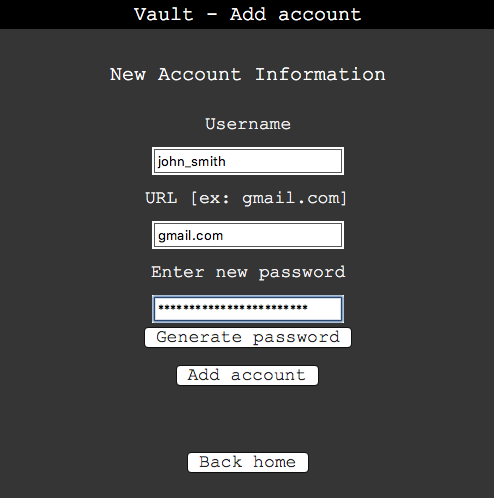 Vault - Add account
New Account Information
Username
john_smith
URL [ex: gmail.com]
gmail.com
Enter new password
*************************
Generate password
Add account
Back home